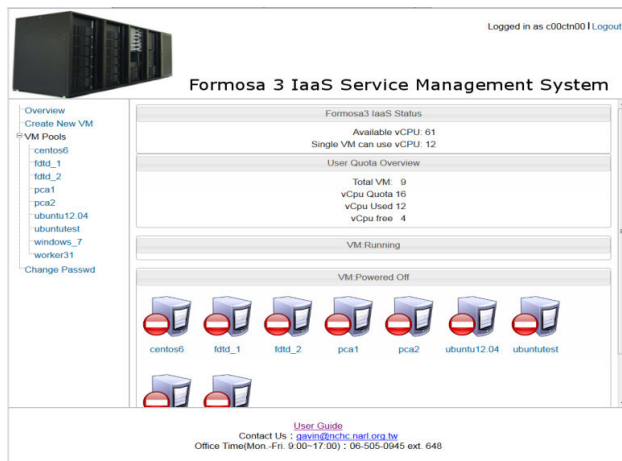 Logged in as c00ctn00 | Logout
Formosa 3 IaaS Service Management System
Overview
Create New VM
VM Pools
centos6
fdtd_1
fdtd_2
pca1
pca2
ubuntu12.04
ubuntutest
windows_7
worker31
Change Passwd
Formosa3 IaaS Status
Available vCPU: 61
Single VM can use vCPU: 12
User Quota Overview
Total VM: 9
vCpu Quota 16
vCpu Used 12
vCpu free 4
VM:Running
VM:Powered Off
centos6 fdtd_1 fdtd_2 pca1 pca2 ubuntu12.04 ubuntutest
User Guide
Contact Us : gavin@nchc.narl.org.tw
Office Time(Mon.-Fri. 9:00~17:00) : 06-505-0945 ext. 648